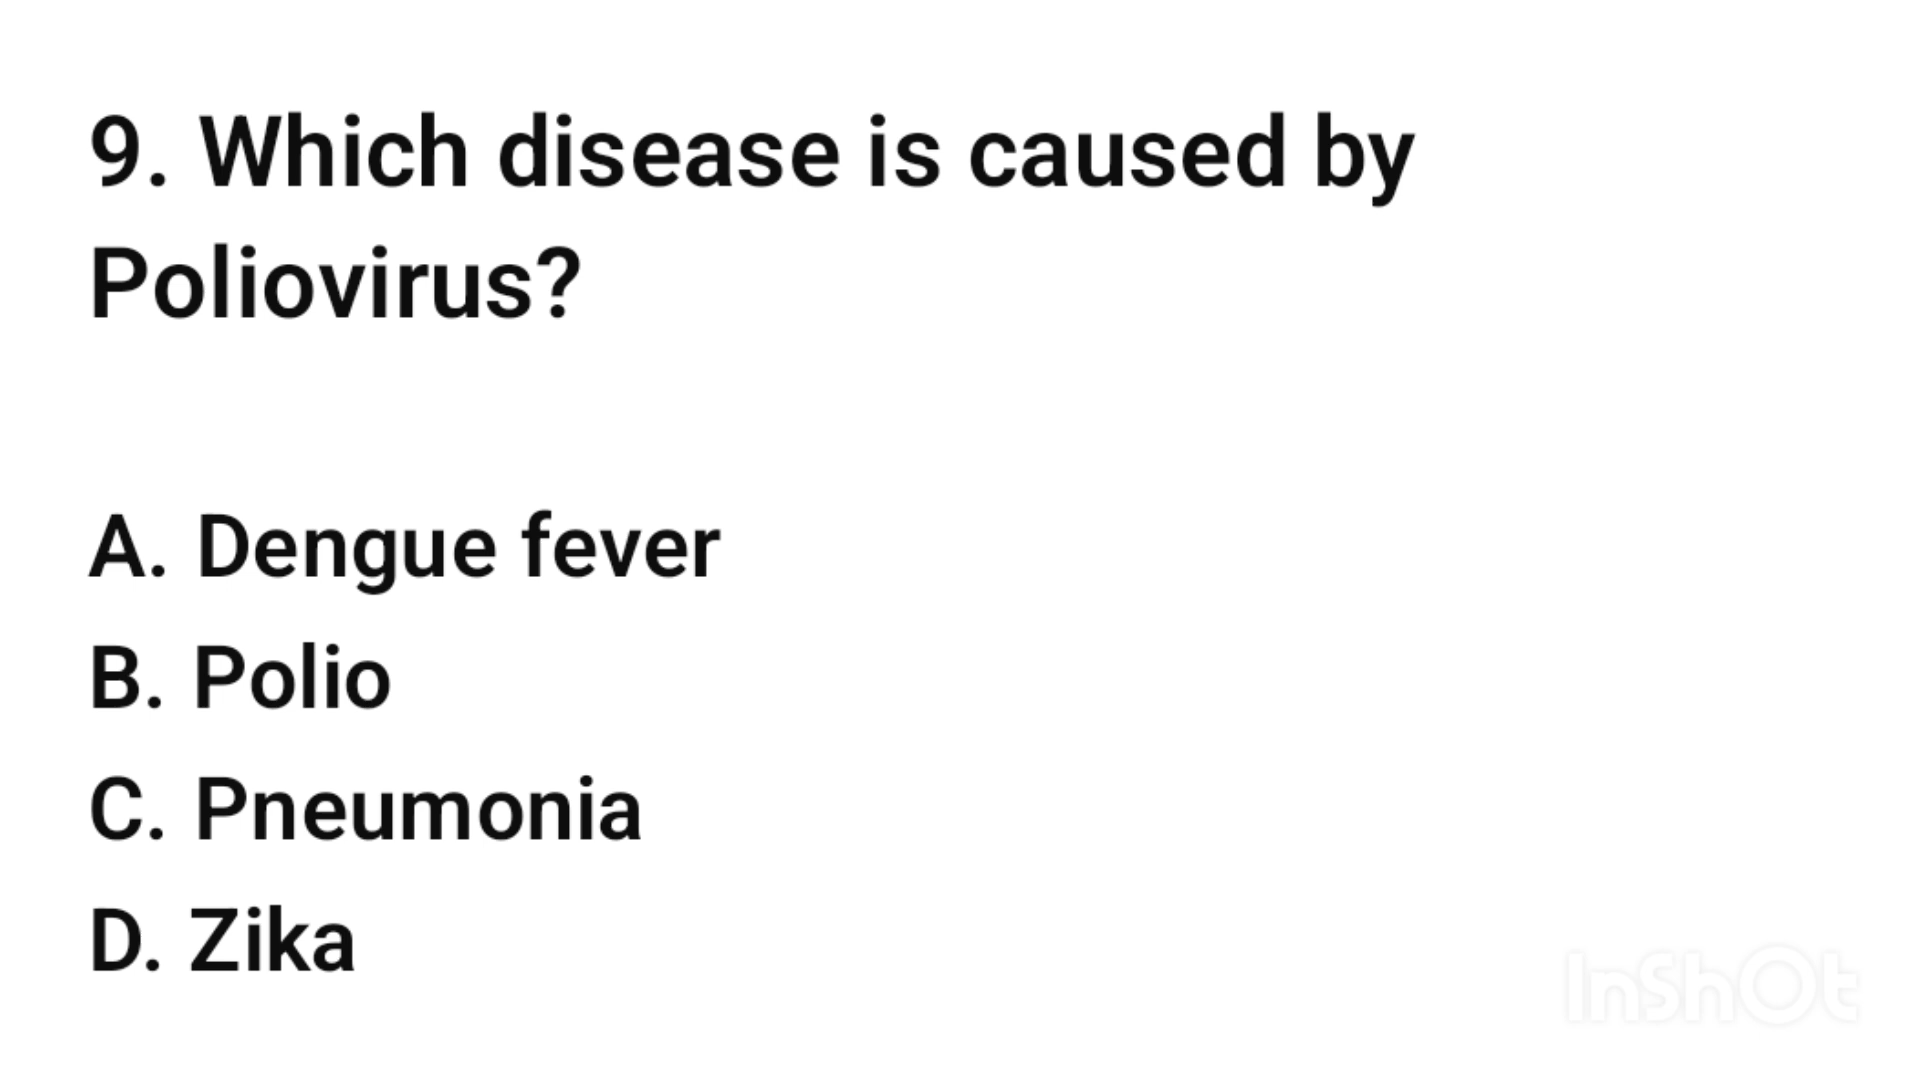 9. Which disease is caused by
Poliovirus?
A. Dengue fever
B. Polio
C. Pneumonia
D. Zika
InShOt